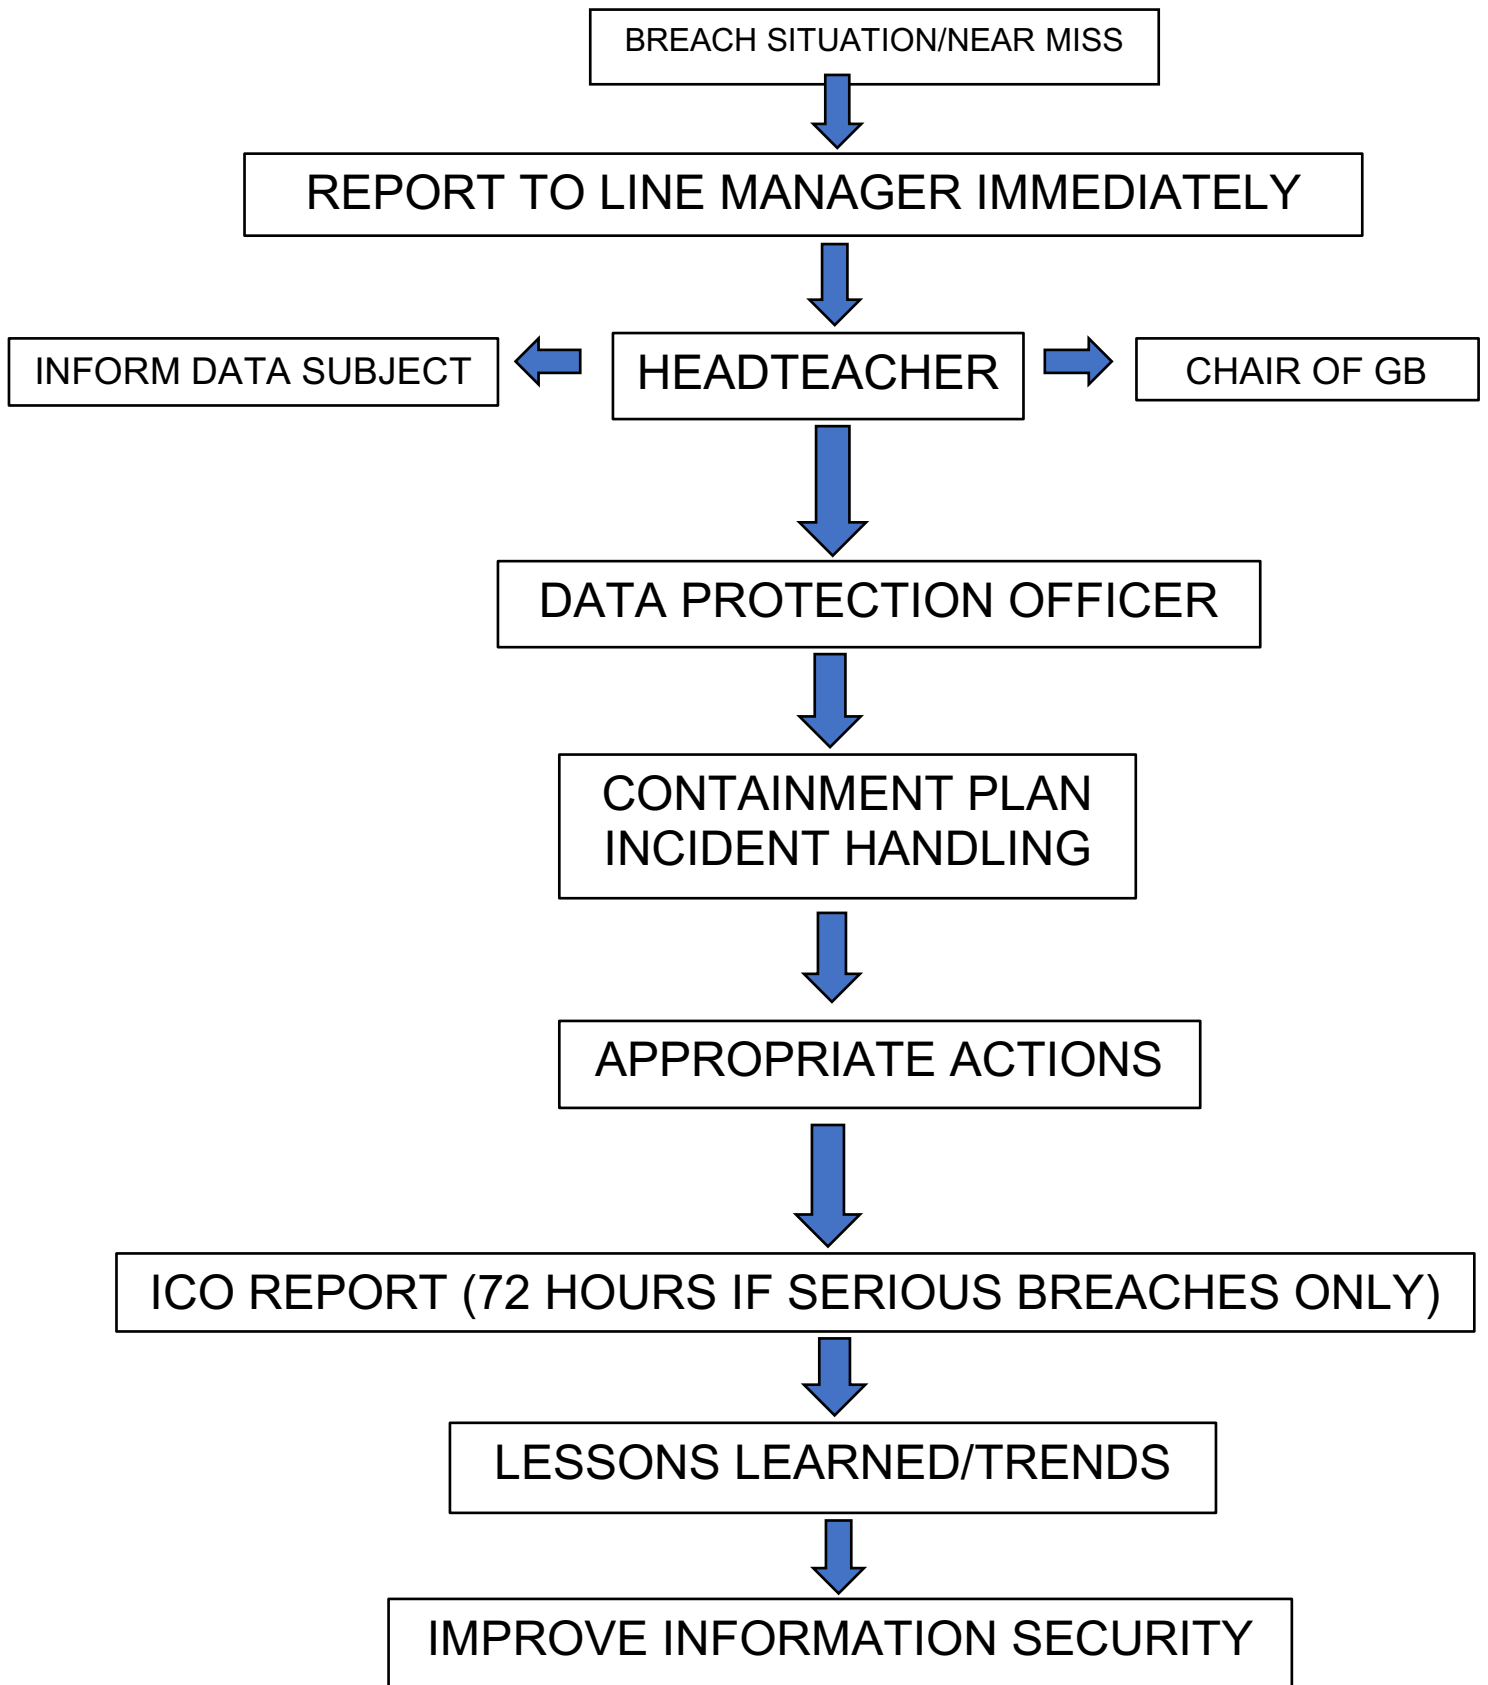 BREACH SITUATION/NEAR MISS
REPORT TO LINE MANAGER IMMEDIATELY
INFORM DATA SUBJECT
HEADTEACHER
CHAIR OF GB
DATA PROTECTION OFFICER
CONTAINMENT PLAN
INCIDENT HANDLING
APPROPRIATE ACTIONS
ICO REPORT (72 HOURS IF SERIOUS BREACHES ONLY)
LESSONS LEARNED/TRENDS
IMPROVE INFORMATION SECURITY